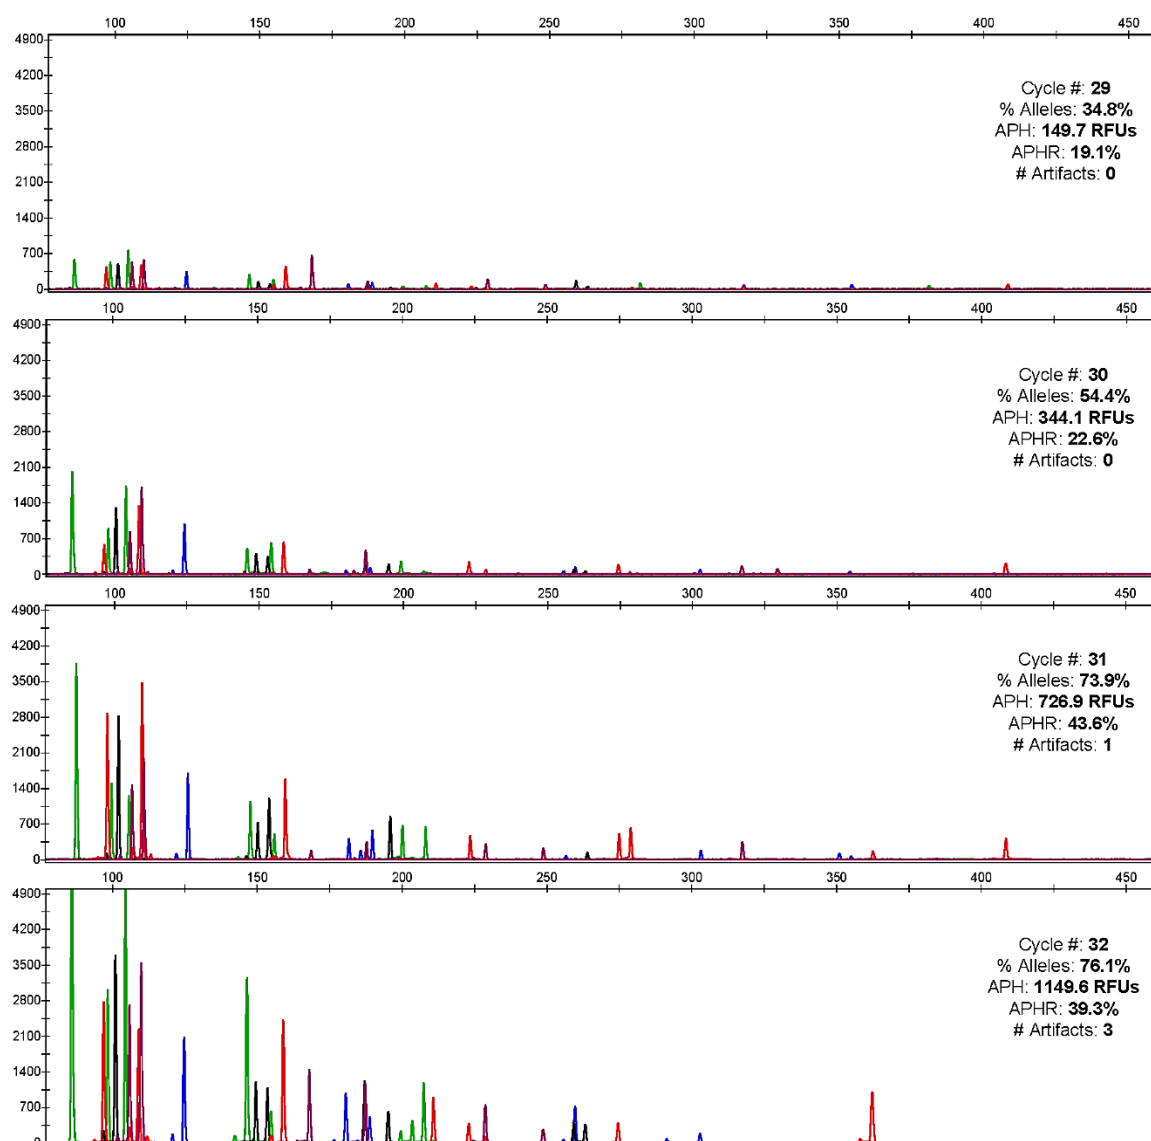 100 150 200 250 300 350 400 450
4900
4200
3500
Cycle #: 29
% Alleles: 34.8%
APH: 149.7 RFUs
APHR: 19.1%
# Artifacts: 0
2800
2100
1400
700
0
100 150 200 250 300 350 400 450
4900
4200
3500
Cycle #: 30
% Alleles: 54.4%
APH: 344.1 RFUs
APHR: 22.6%
# Artifacts: 0
2800
2100
1400
700
0
100 150 200 250 300 350 400 450
4900
4200
3500
Cycle #: 31
% Alleles: 73.9%
APH: 726.9 RFUs
APHR: 43.6%
# Artifacts: 1
2800
2100
1400
700
0
100 150 200 250 300 350 400 450
4900
4200
3500
Cycle #: 32
% Alleles: 76.1%
APH: 1149.6 RFUs
APHR: 39.3%
# Artifacts: 3
2800
2100
1400
700
0